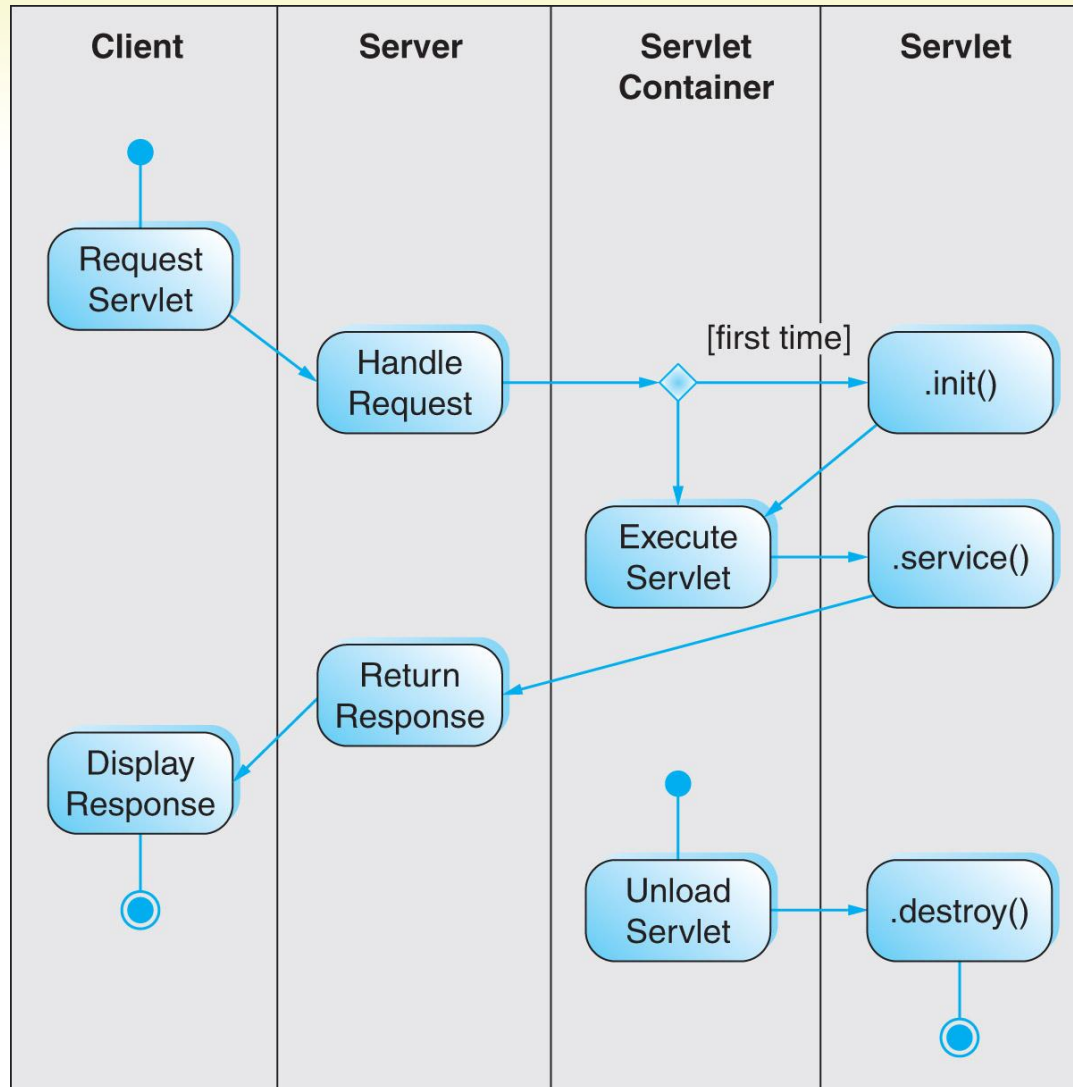 Client
Server
Servlet
Container
Servlet
Request
Servlet
Handle
Request
[first time]
.init()
Execute
Servlet
.service()
Return
Response
Display
Response
Unload
Servlet
.destroy()